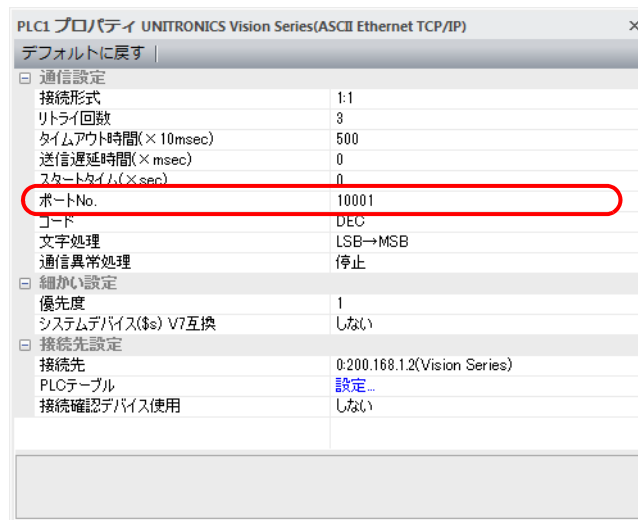 PLC1 プロパティ UNITRONICS Vision Series(ASCII Ethernet TCP/IP) ×
デフォルトに戻す
通信設定
接続形式 1:1
リトライ回数 3
タイムアウト時間(×10msec) 500
送信遅延時間(×msec) 0
スタートタイム(×sec) 0
ポートNo. 10001
コード DEC
文字処理 LSB→MSB
通信異常処理 停止
細かい設定
優先度 1
システムデバイス($s) V7互換 しない
接続先設定
接続先 0:200.168.1.2(Vision Series)
PLCテーブル 設定...
接続確認デバイス使用 しない